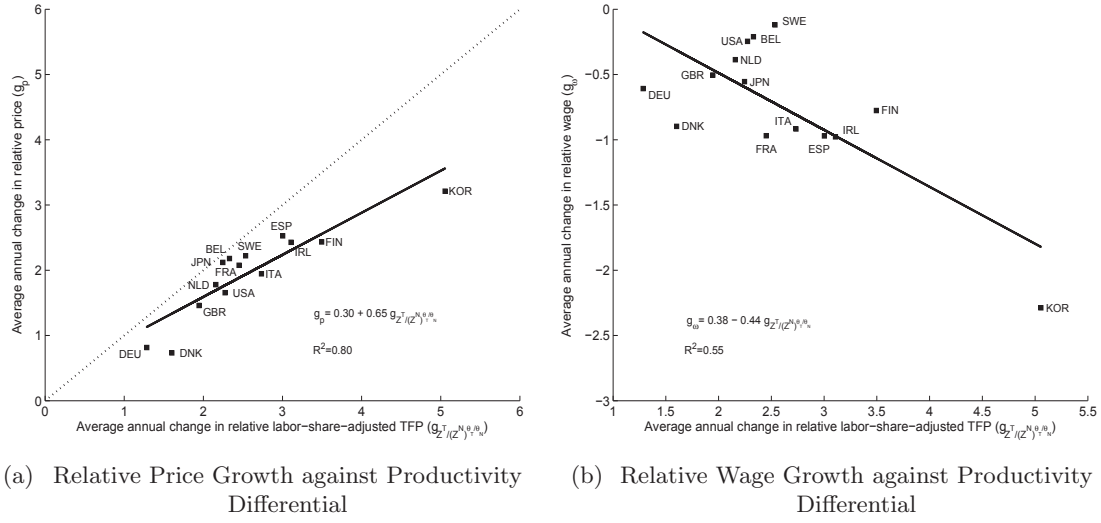 6
5
4
3
2
1
0
0 1 2 3 4 5 6
Average annual change in relative price (g_p)
Average annual change in relative labor−share−adjusted TFP (g_{Z^T/(Z^N)^{θ_T/θ_N}})
DEU
DNK
GBR
NLD
USA
JPN
BEL
FRA
SWE
ITA
ESP
IRL
FIN
KOR
g_p = 0.30 + 0.65 g_{Z^T/(Z^N)^{θ_T/θ_N}}
R^2=0.80
0
−0.5
−1
−1.5
−2
−2.5
−3
1 1.5 2 2.5 3 3.5 4 4.5 5 5.5
Average annual change in relative wage (g_ω)
Average annual change in relative labor−share−adjusted TFP (g_{Z^T/(Z^N)^{θ_T/θ_N}})
SWE
USA
BEL
NLD
GBR
JPN
DEU
DNK
ITA
FRA
ESP
IRL
FIN
KOR
g_ω = 0.38 − 0.44 g_{Z^T/(Z^N)^{θ_T/θ_N}}
R^2=0.55
(a) Relative Price Growth against Productivity
Differential
(b) Relative Wage Growth against Productivity
Differential